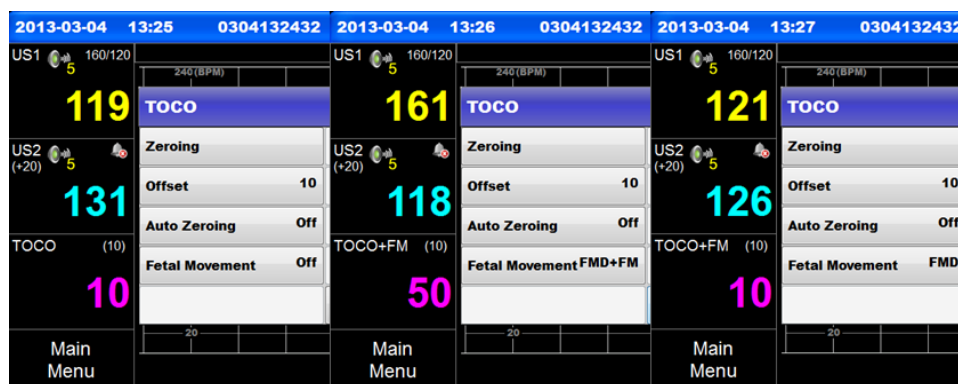 2013-03-04 13:25 0304132432
US1 5 160/120
119
US2 (+20) 5
131
TOCO (10)
10
Main
Menu
240(BPM)
TOCO
Zeroing
Offset 10
Auto Zeroing Off
Fetal Movement Off
20
2013-03-04 13:26 0304132432
US1 5 160/120
161
US2 (+20) 5
118
TOCO+FM (10)
50
Main
Menu
240(BPM)
TOCO
Zeroing
Offset 10
Auto Zeroing Off
Fetal Movement FMD+FM
20
2013-03-04 13:27 0304132432
US1 5 160/120
121
US2 (+20) 5
126
TOCO+FM (10)
10
Main
Menu
240(BPM)
TOCO
Zeroing
Offset 10
Auto Zeroing Off
Fetal Movement FMD
20